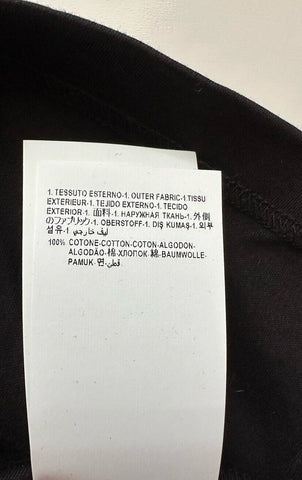 1. TESSUTO ESTERNO-1. OUTER FABRIC-1 TISSU
EXTERIEUR-1. TEJIDO EXTERNO-1. TECIDO
EXTERIOR-1. 面料-1. НАРУЖНАЯ ТКАНЬ-1. 外側
のファブリック-1. OBERSTOFF-1. DIŞ KUMAŞ-1. 외부
섬유-1 ليف خارجي-1
100% COTONE-COTTON-COTON-ALGODON-
ALGODÃO-棉-ХЛОПОК-綿-BAUMWOLLE-
PAMUK-면-قطن